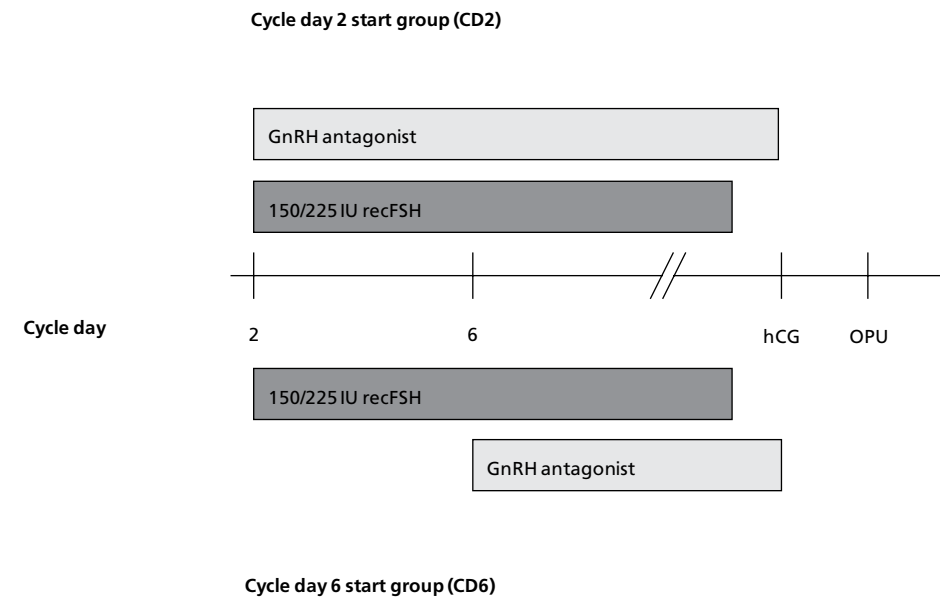 Cycle day 2 start group (CD2)
GnRH antagonist
150/225 IU recFSH
Cycle day 2 6 hCG OPU
150/225 IU recFSH
GnRH antagonist
Cycle day 6 start group (CD6)